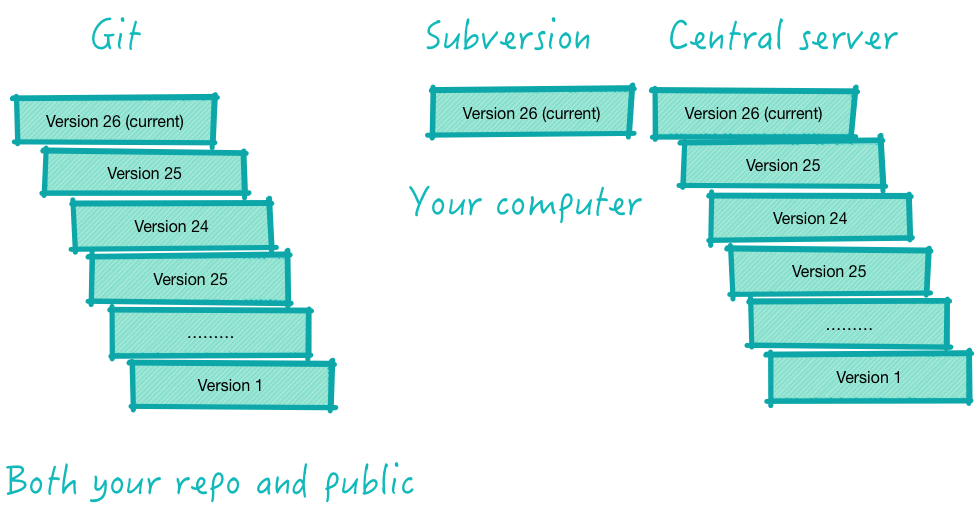 Git
Version 26 (current)
Version 25
Version 24
Version 25
.........
Version 1
Both your repo and public
Subversion
Version 26 (current)
Your computer
Central server
Version 26 (current)
Version 25
Version 24
Version 25
.........
Version 1